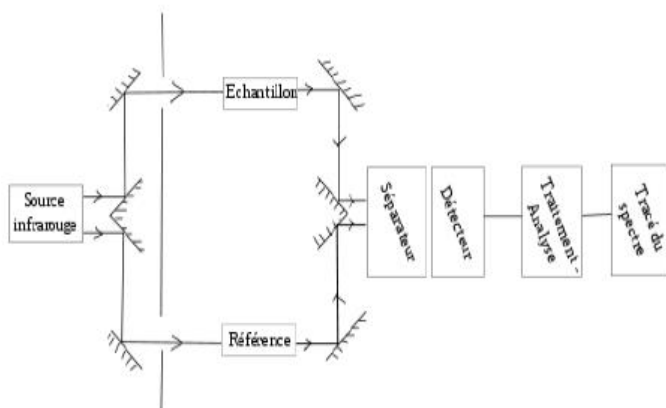 Echantillon
Source
infrarouge
Référence
Séparateur
Détecteur
Traitement-
Analyse
Tracé du
spectre